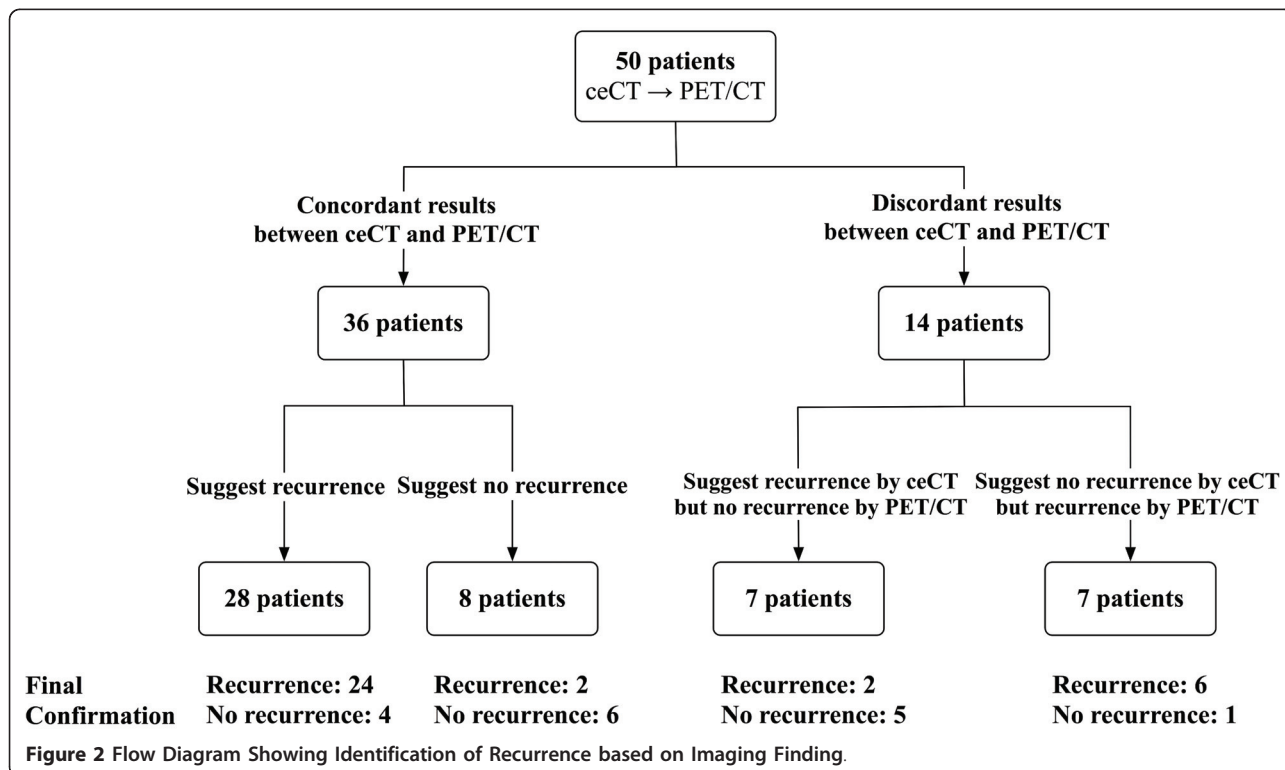 50 patients
ceCT → PET/CT
Concordant results
between ceCT and PET/CT
Discordant results
between ceCT and PET/CT
36 patients
14 patients
Suggest recurrence
Suggest no recurrence
Suggest recurrence by ceCT
but no recurrence by PET/CT
Suggest no recurrence by ceCT
but recurrence by PET/CT
28 patients
8 patients
7 patients
7 patients
Final
Confirmation
Recurrence: 24
No recurrence: 4
Recurrence: 2
No recurrence: 6
Recurrence: 2
No recurrence: 5
Recurrence: 6
No recurrence: 1
Figure 2 Flow Diagram Showing Identification of Recurrence based on Imaging Finding.